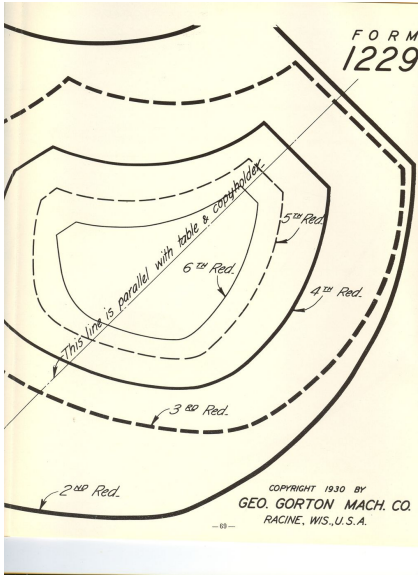 FORM
1229
This line is parallel with table & copyholder
5TH Red.
6TH Red.
4TH Red.
3RD Red.
2ND Red.
COPYRIGHT 1930 BY
GEO. GORTON MACH. CO.
RACINE, WIS., U.S.A.
—69—